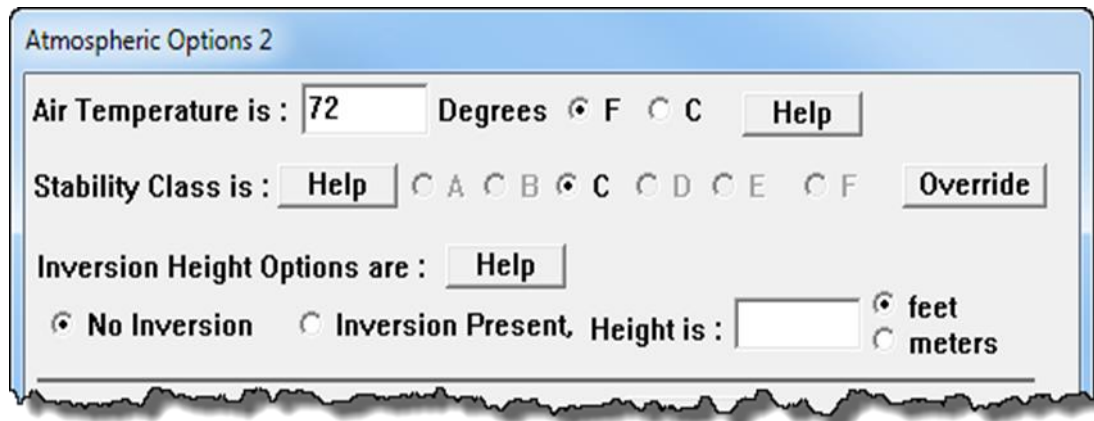 Atmospheric Options 2
Air Temperature is : 72 Degrees F C Help
Stability Class is : Help A B C D E F Override
Inversion Height Options are : Help
No Inversion Inversion Present, Height is : feet
meters